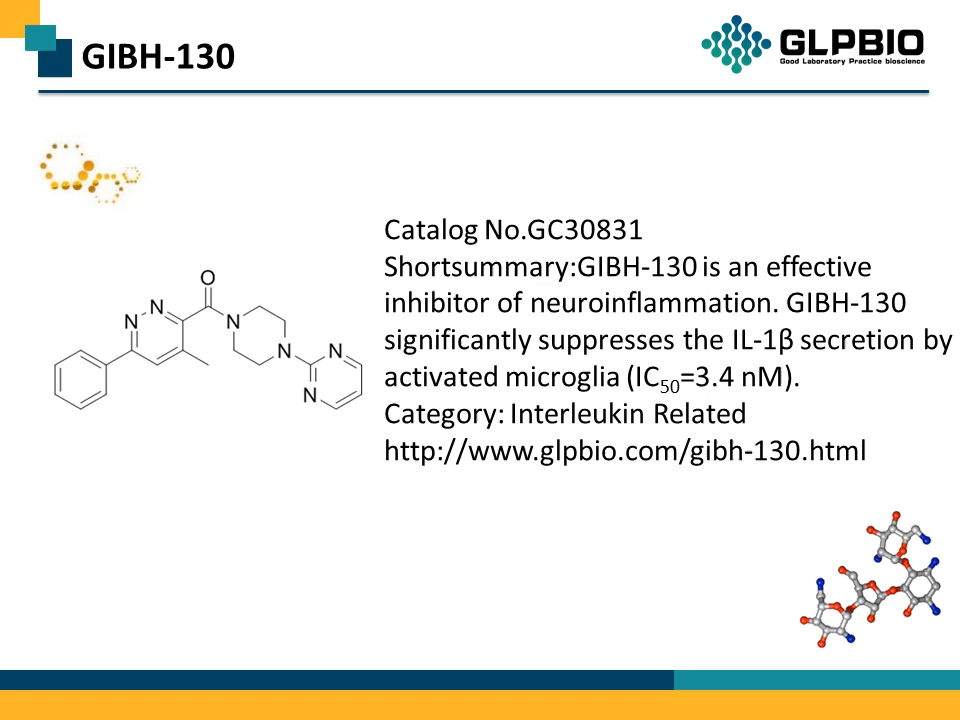 GIBH-130
GLPBIO
Good Laboratory Practice bioscience
Catalog No.GC30831
Shortsummary:GIBH-130 is an effective
inhibitor of neuroinflammation. GIBH-130
significantly suppresses the IL-1β secretion by
activated microglia (IC50=3.4 nM).
Category: Interleukin Related
http://www.glpbio.com/gibh-130.html
O
N
N
N
N
N
N